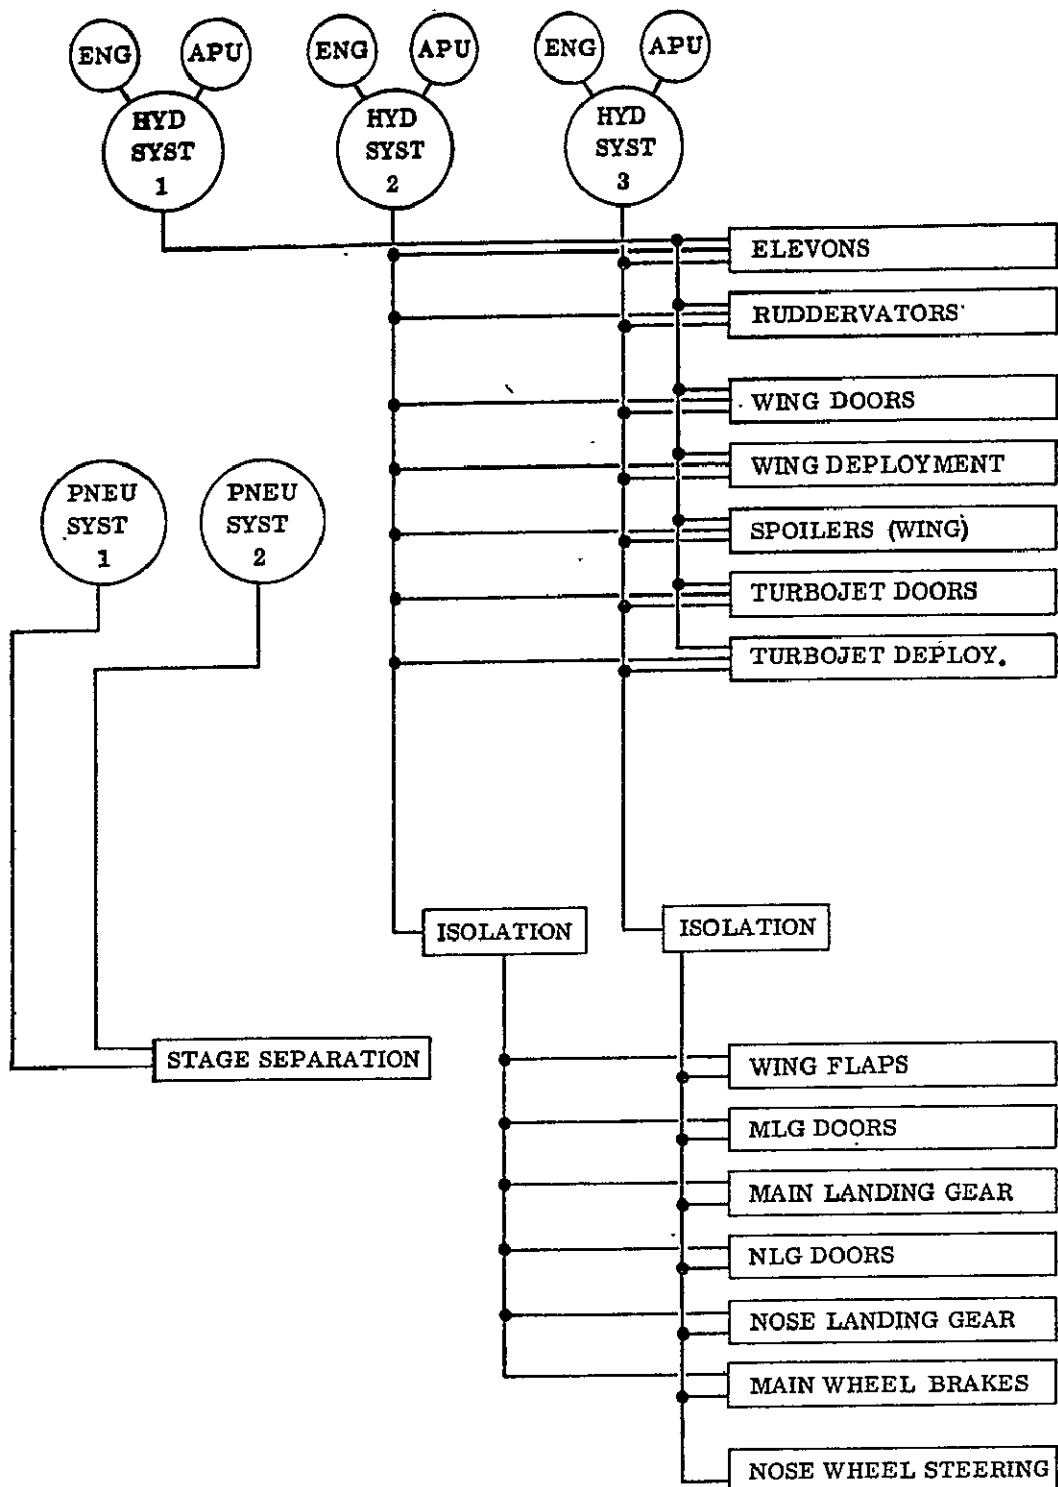 ENG
APU
ENG
APU
ENG
APU
HYD
SYST
1
HYD
SYST
2
HYD
SYST
3
ELEVONS
RUDDERVATORS
WING DOORS
WING DEPLOYMENT
SPOILERS (WING)
TURBOJET DOORS
TURBOJET DEPLOY.
PNEU
SYST
1
PNEU
SYST
2
ISOLATION
ISOLATION
STAGE SEPARATION
WING FLAPS
MLG DOORS
MAIN LANDING GEAR
NLG DOORS
NOSE LANDING GEAR
MAIN WHEEL BRAKES
NOSE WHEEL STEERING